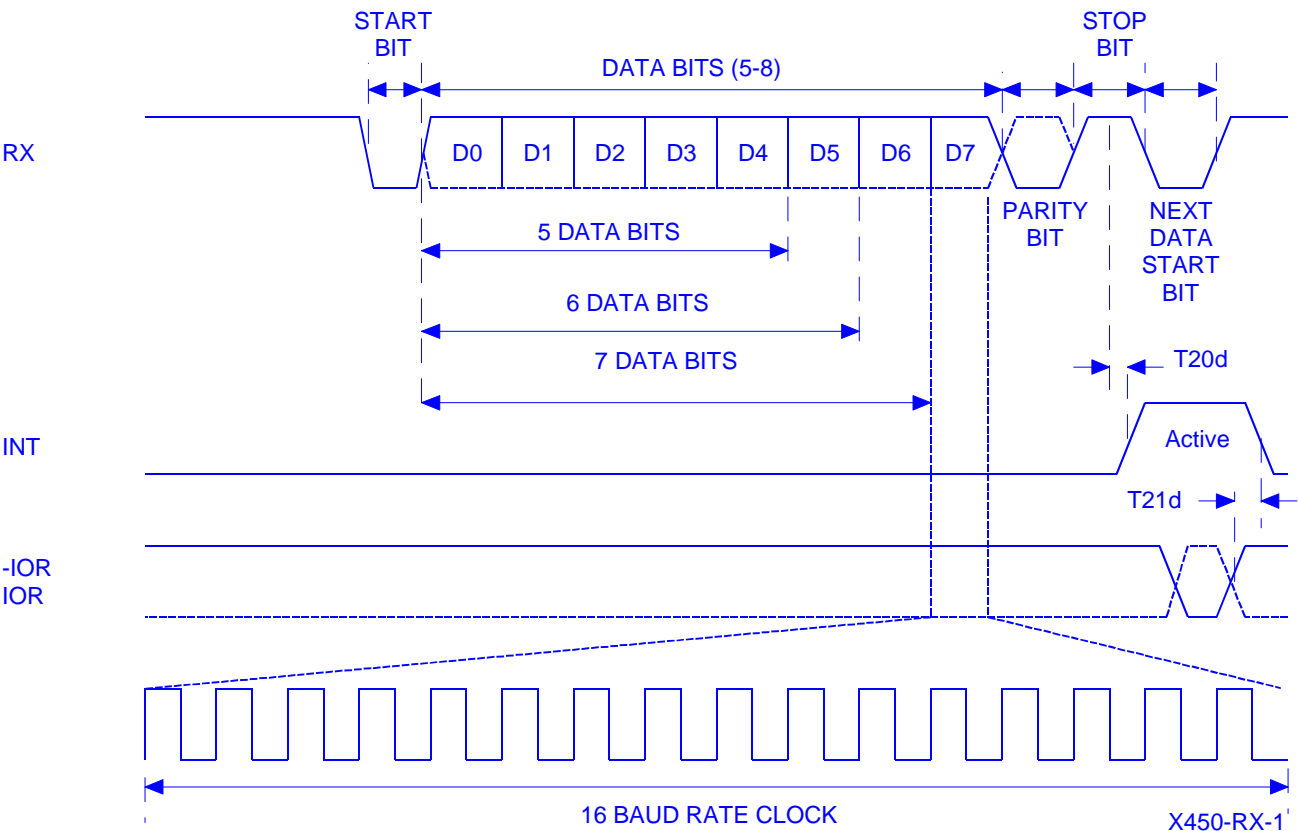 START
BIT
STOP
BIT
DATA BITS (5-8)
RX
D0 D1 D2 D3 D4 D5 D6 D7
PARITY
BIT
NEXT
DATA
START
BIT
5 DATA BITS
6 DATA BITS
7 DATA BITS
T20d
INT
Active
T21d
-IOR
IOR
16 BAUD RATE CLOCK
X450-RX-1